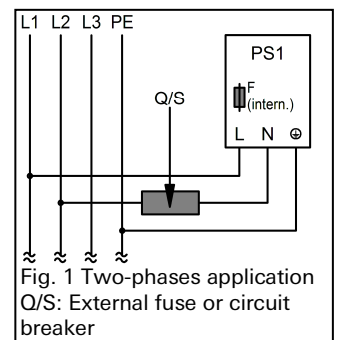 L1 L2 L3 PE
PS1
F
(intern.)
Q/S
L N ⏚
≈ ≈ ≈ ≈
Fig. 1 Two-phases application
Q/S: External fuse or circuit
breaker